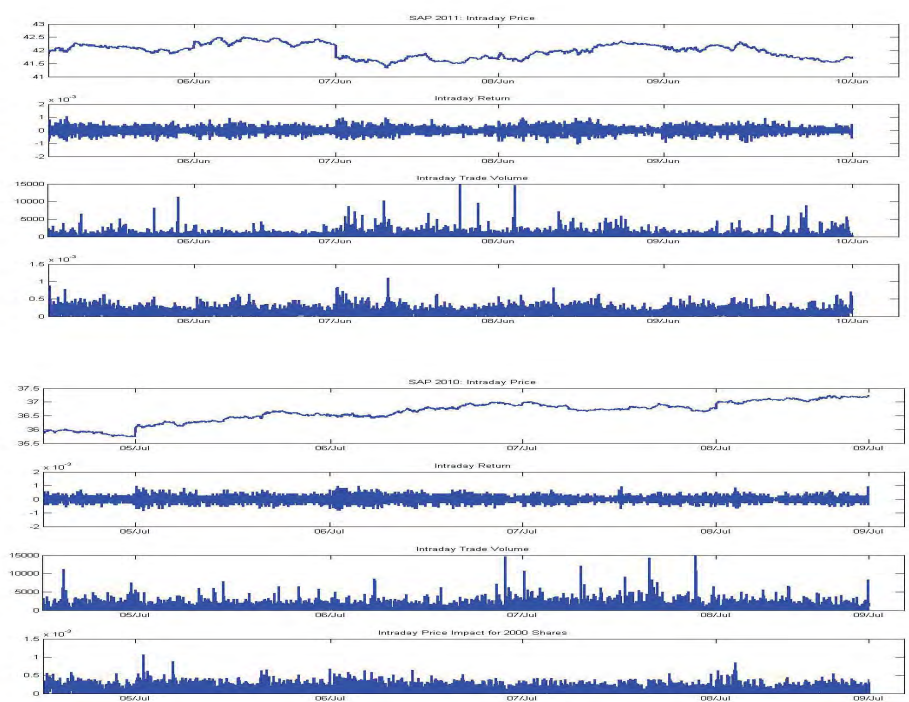 SAP 2011: Intraday Price
43
42.5
42
41.5
41
06/Jun 07/Jun 08/Jun 09/Jun 10/Jun
x 10⁻³ Intraday Return
2
1
0
-1
-2
06/Jun 07/Jun 08/Jun 09/Jun 10/Jun
Intraday Trade Volume
15000
10000
5000
0
06/Jun 07/Jun 08/Jun 09/Jun 10/Jun
x 10⁻³
1.5
1
0.5
0
06/Jun 07/Jun 08/Jun 09/Jun 10/Jun
SAP 2010: Intraday Price
37.5
37
36.5
36
36.5
05/Jul 06/Jul 07/Jul 08/Jul 09/Jul
x 10⁻³ Intraday Return
2
1
0
-1
-2
05/Jul 06/Jul 07/Jul 08/Jul 09/Jul
Intraday Trade Volume
15000
10000
5000
0
05/Jul 06/Jul 07/Jul 08/Jul 09/Jul
x 10⁻³ Intraday Price Impact for 2000 Shares
1.5
1
0.5
0
05/Jul 06/Jul 07/Jul 08/Jul 09/Jul